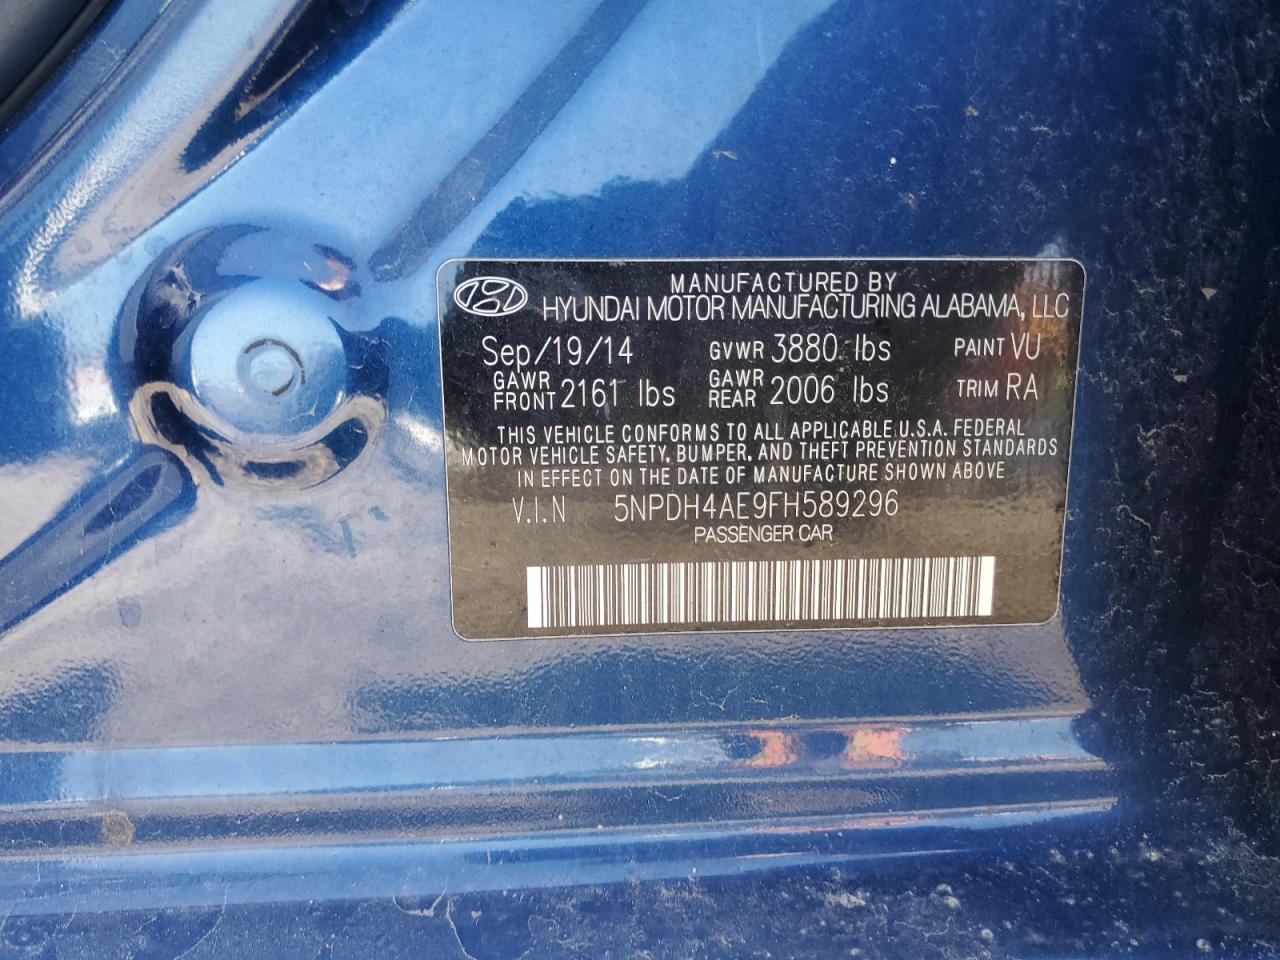 MANUFACTURED BY
HYUNDAI MOTOR MANUFACTURING ALABAMA, LLC
Sep/19/14 GVWR 3880 lbs PAINT VU
GAWR FRONT 2161 lbs GAWR REAR 2006 lbs TRIM RA
THIS VEHICLE CONFORMS TO ALL APPLICABLE U.S.A. FEDERAL
MOTOR VEHICLE SAFETY, BUMPER, AND THEFT PREVENTION STANDARDS
IN EFFECT ON THE DATE OF MANUFACTURE SHOWN ABOVE
V.I.N 5NPDH4AE9FH589296
PASSENGER CAR